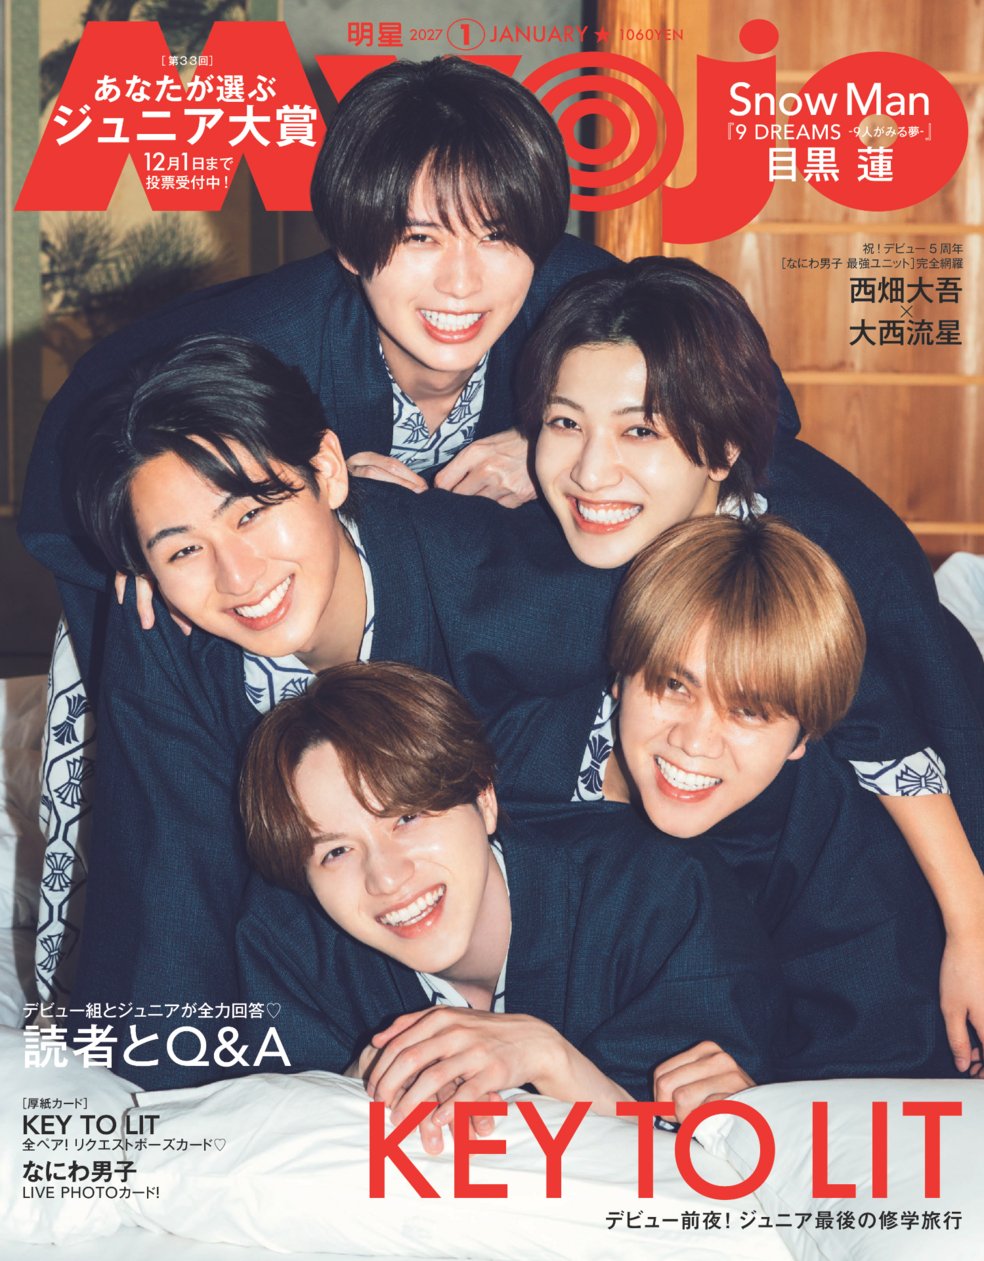 Myojo
明星 2027 ① JANUARY ★ 1060YEN
[第33回]
あなたが選ぶ
ジュニア大賞
12月1日まで
投票受付中!
Snow Man
『9 DREAMS -9人がみる夢-』
目黒 蓮
祝!デビュー5周年
[なにわ男子 最強ユニット]完全網羅
西畑大吾
×
大西流星
デビュー組とジュニアが全力回答♡
読者とQ&A
[厚紙カード]
KEY TO LIT
全ペア! リクエストポーズカード♡
なにわ男子
LIVE PHOTOカード!
KEY TO LIT
デビュー前夜! ジュニア最後の修学旅行